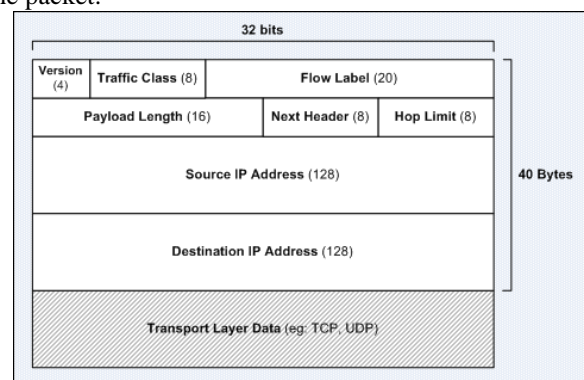 packet.
32 bits
Version
(4)
Traffic Class (8)
Flow Label (20)
Payload Length (16)
Next Header (8)
Hop Limit (8)
Source IP Address (128)
40 Bytes
Destination IP Address (128)
Transport Layer Data (eg: TCP, UDP)